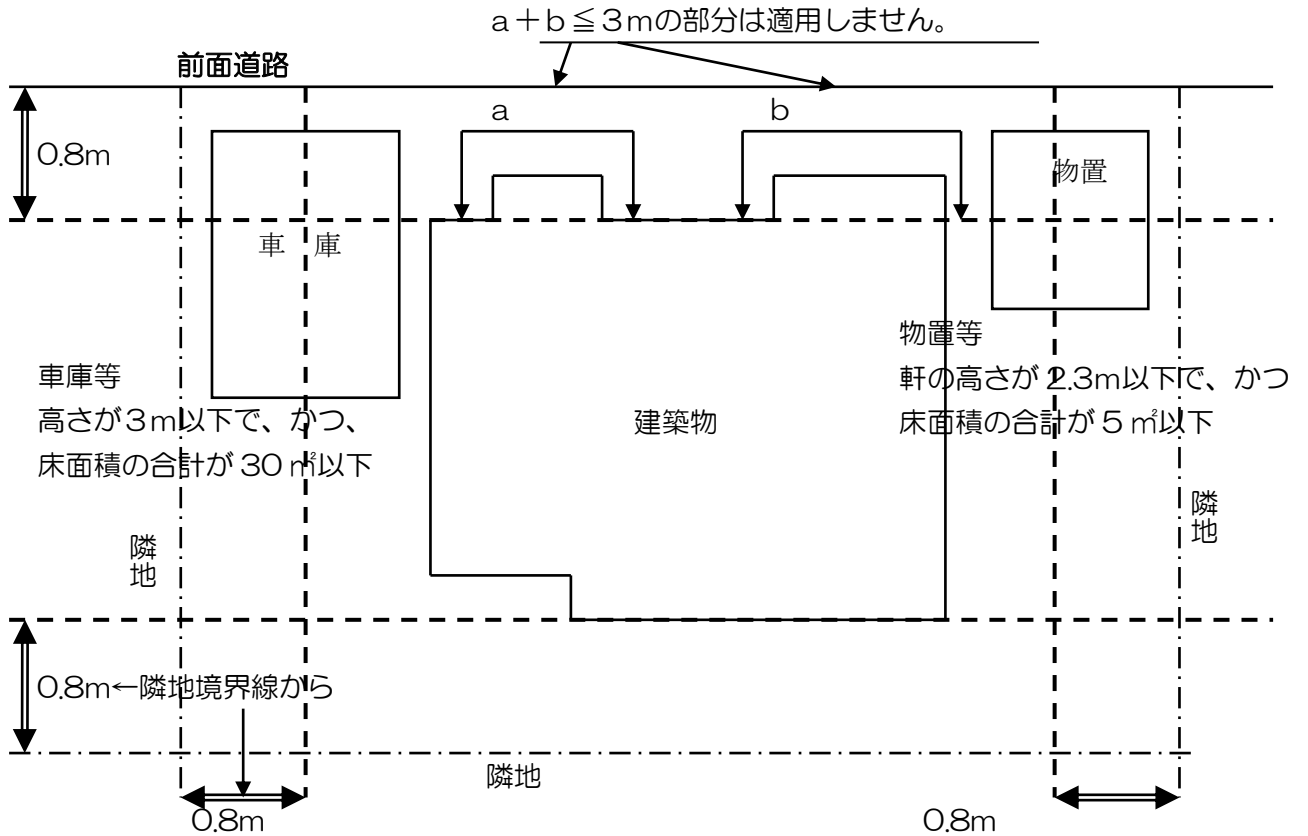 a+b≦3mの部分は適用しません。
前面道路
a
b
0.8m
物置
車 庫
物置等
軒の高さが2.3m以下で、かつ
床面積の合計が5㎡以下
車庫等
高さが3m以下で、かつ、
床面積の合計が30㎡以下
建築物
隣地
隣地
0.8m←隣地境界線から
隣地
0.8m
0.8m